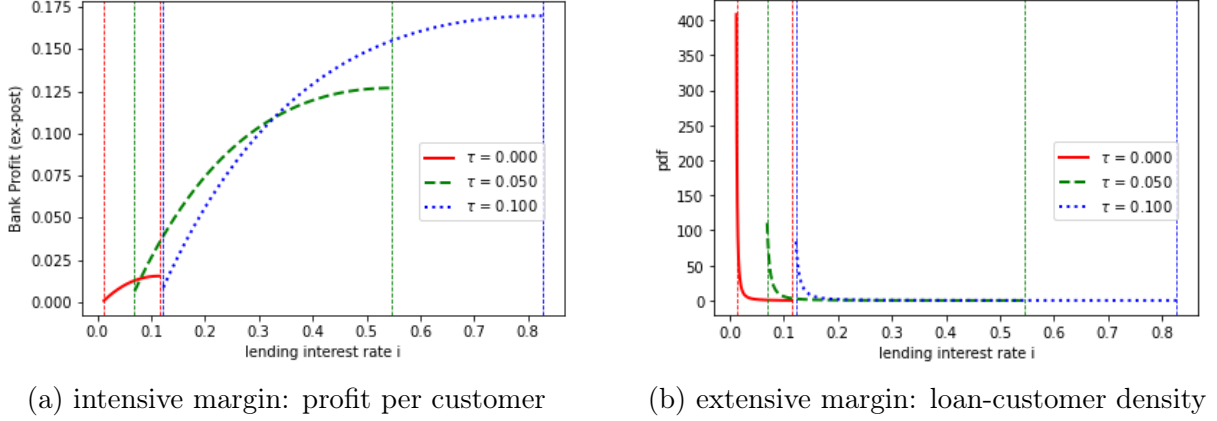 0.175
0.150
0.125
0.100
0.075
0.050
0.025
0.000
Bank Profit (ex-post)
τ = 0.000
τ = 0.050
τ = 0.100
0.0 0.1 0.2 0.3 0.4 0.5 0.6 0.7 0.8
lending interest rate i
(a) intensive margin: profit per customer
400
350
300
250
200
150
100
50
0
pdf
τ = 0.000
τ = 0.050
τ = 0.100
0.0 0.1 0.2 0.3 0.4 0.5 0.6 0.7 0.8
lending interest rate i
(b) extensive margin: loan-customer density